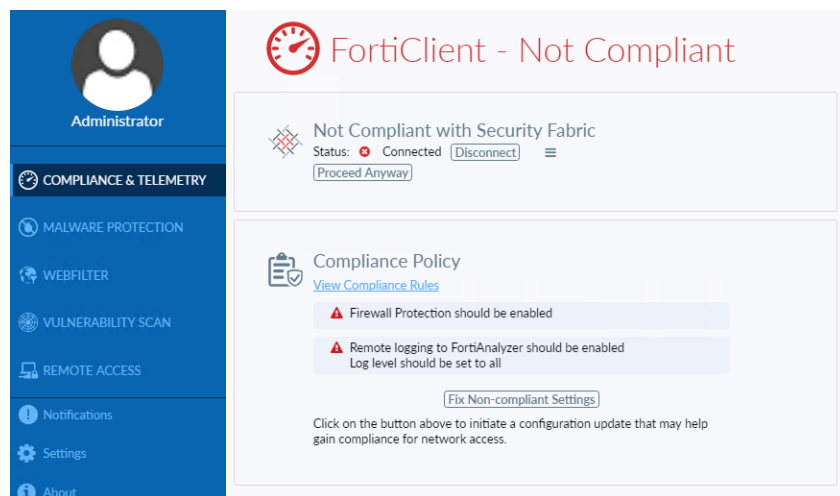 Administrator
COMPLIANCE & TELEMETRY
MALWARE PROTECTION
WEBFILTER
VULNERABILITY SCAN
REMOTE ACCESS
Notifications
Settings
About
FortiClient - Not Compliant
Not Compliant with Security Fabric
Status: Connected Disconnect
Proceed Anyway
Compliance Policy
View Compliance Rules
Firewall Protection should be enabled
Remote logging to FortiAnalyzer should be enabled
Log level should be set to all
Fix Non-compliant Settings
Click on the button above to initiate a configuration update that may help
gain compliance for network access.